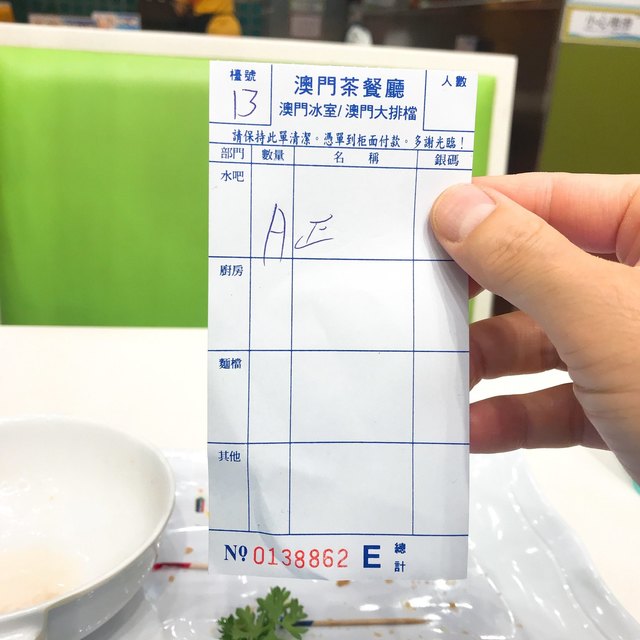 檯號
13
澳門茶餐廳
澳門冰室/澳門大排檔
人數
請保持此單清潔。憑單到柜面付款。多謝光臨！
部門 數量 名 稱 銀碼
水吧
A 正
廚房
麵檔
其他
Nº 0138862 E 總計